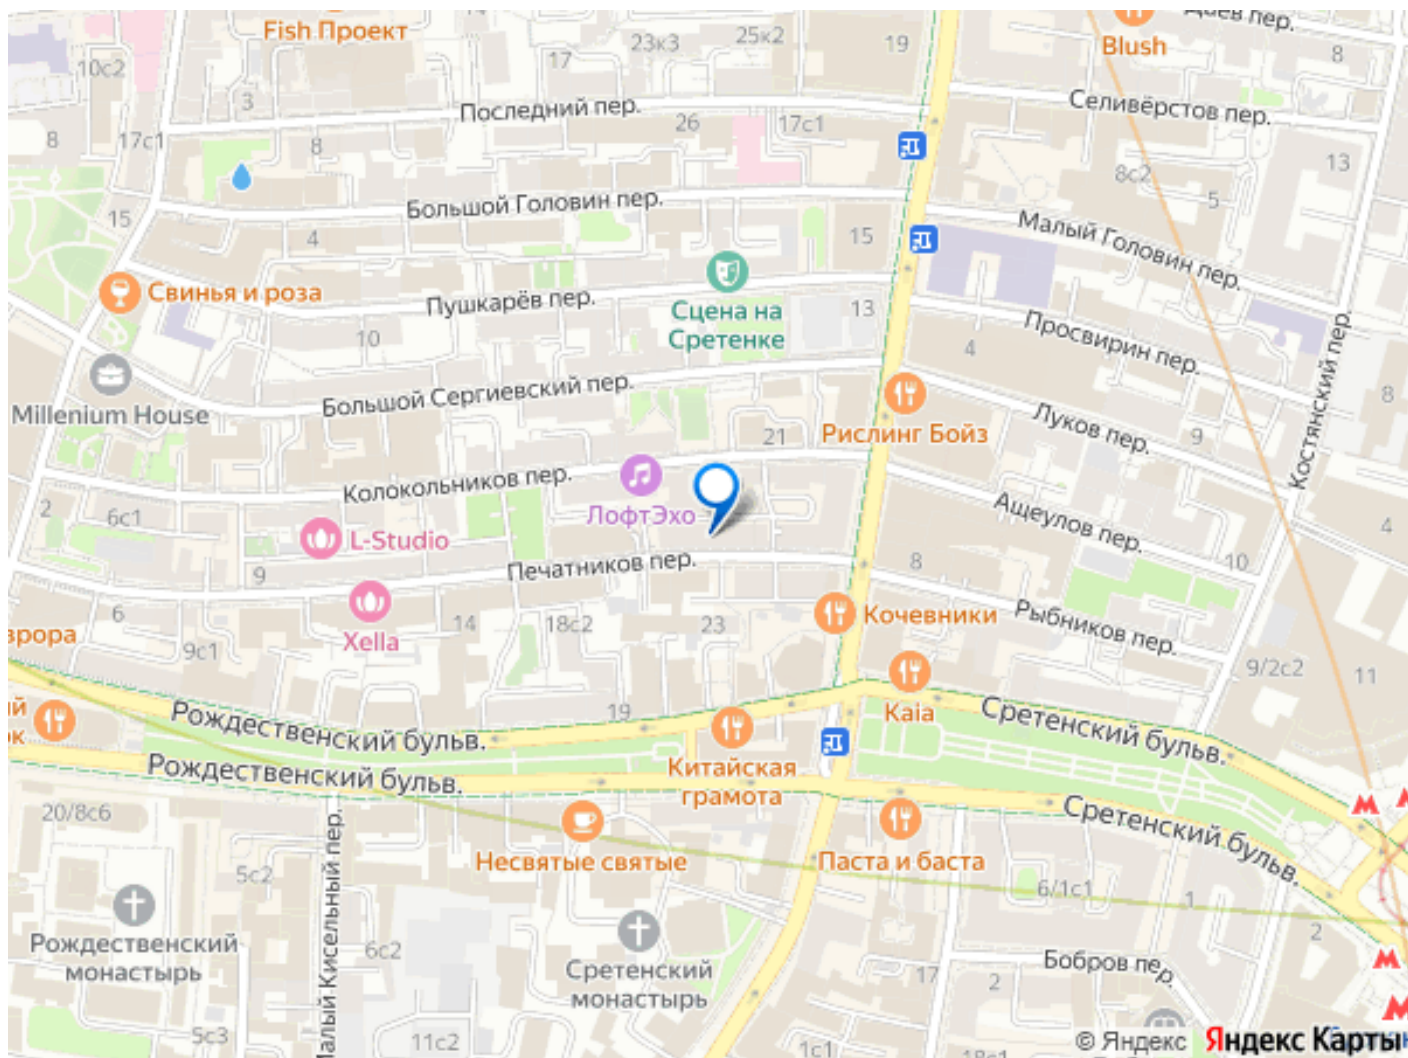 Fish Проект
23к3
25к2
19
Blush
Даев пер.
8
10с2
17
3
Последний пер.
Селивёрстов пер.
8
17с1
8
26
17с1
8с2
13
15
Большой Головин пер.
5
4
15
Малый Головин пер.
Свинья и роза
Пушкарёв пер.
Сцена на
Сретенке
13
10
4
Просвирин пер.
Millenium House
Большой Сергиевский пер.
8
Рислинг Бойз
21
Луков пер.
9
Костянский пер.
Колокольников пер.
2
6с1
ЛофтЭхо
Ащеулов пер.
4
L-Studio
Печатников пер.
8
10
9
6
Xella
14
18с2
23
Кочевники
Рыбников пер.
врора
9с1
9/2с2
11
ий
ок
Рождественский бульв.
19
Kaia
Сретенский бульв.
Рождественский бульв.
Китайская
грамота
20/8с6
Сретенский бульв.
Несвятые святые
Паста и баста
5с2
6/1с1
1
Малый Кисельный пер.
Рождественский
монастырь
6с2
Сретенский
монастырь
17
2
Бобров пер.
2
5с3
11с2
1с1
18с1
© Яндекс
Яндекс Карты